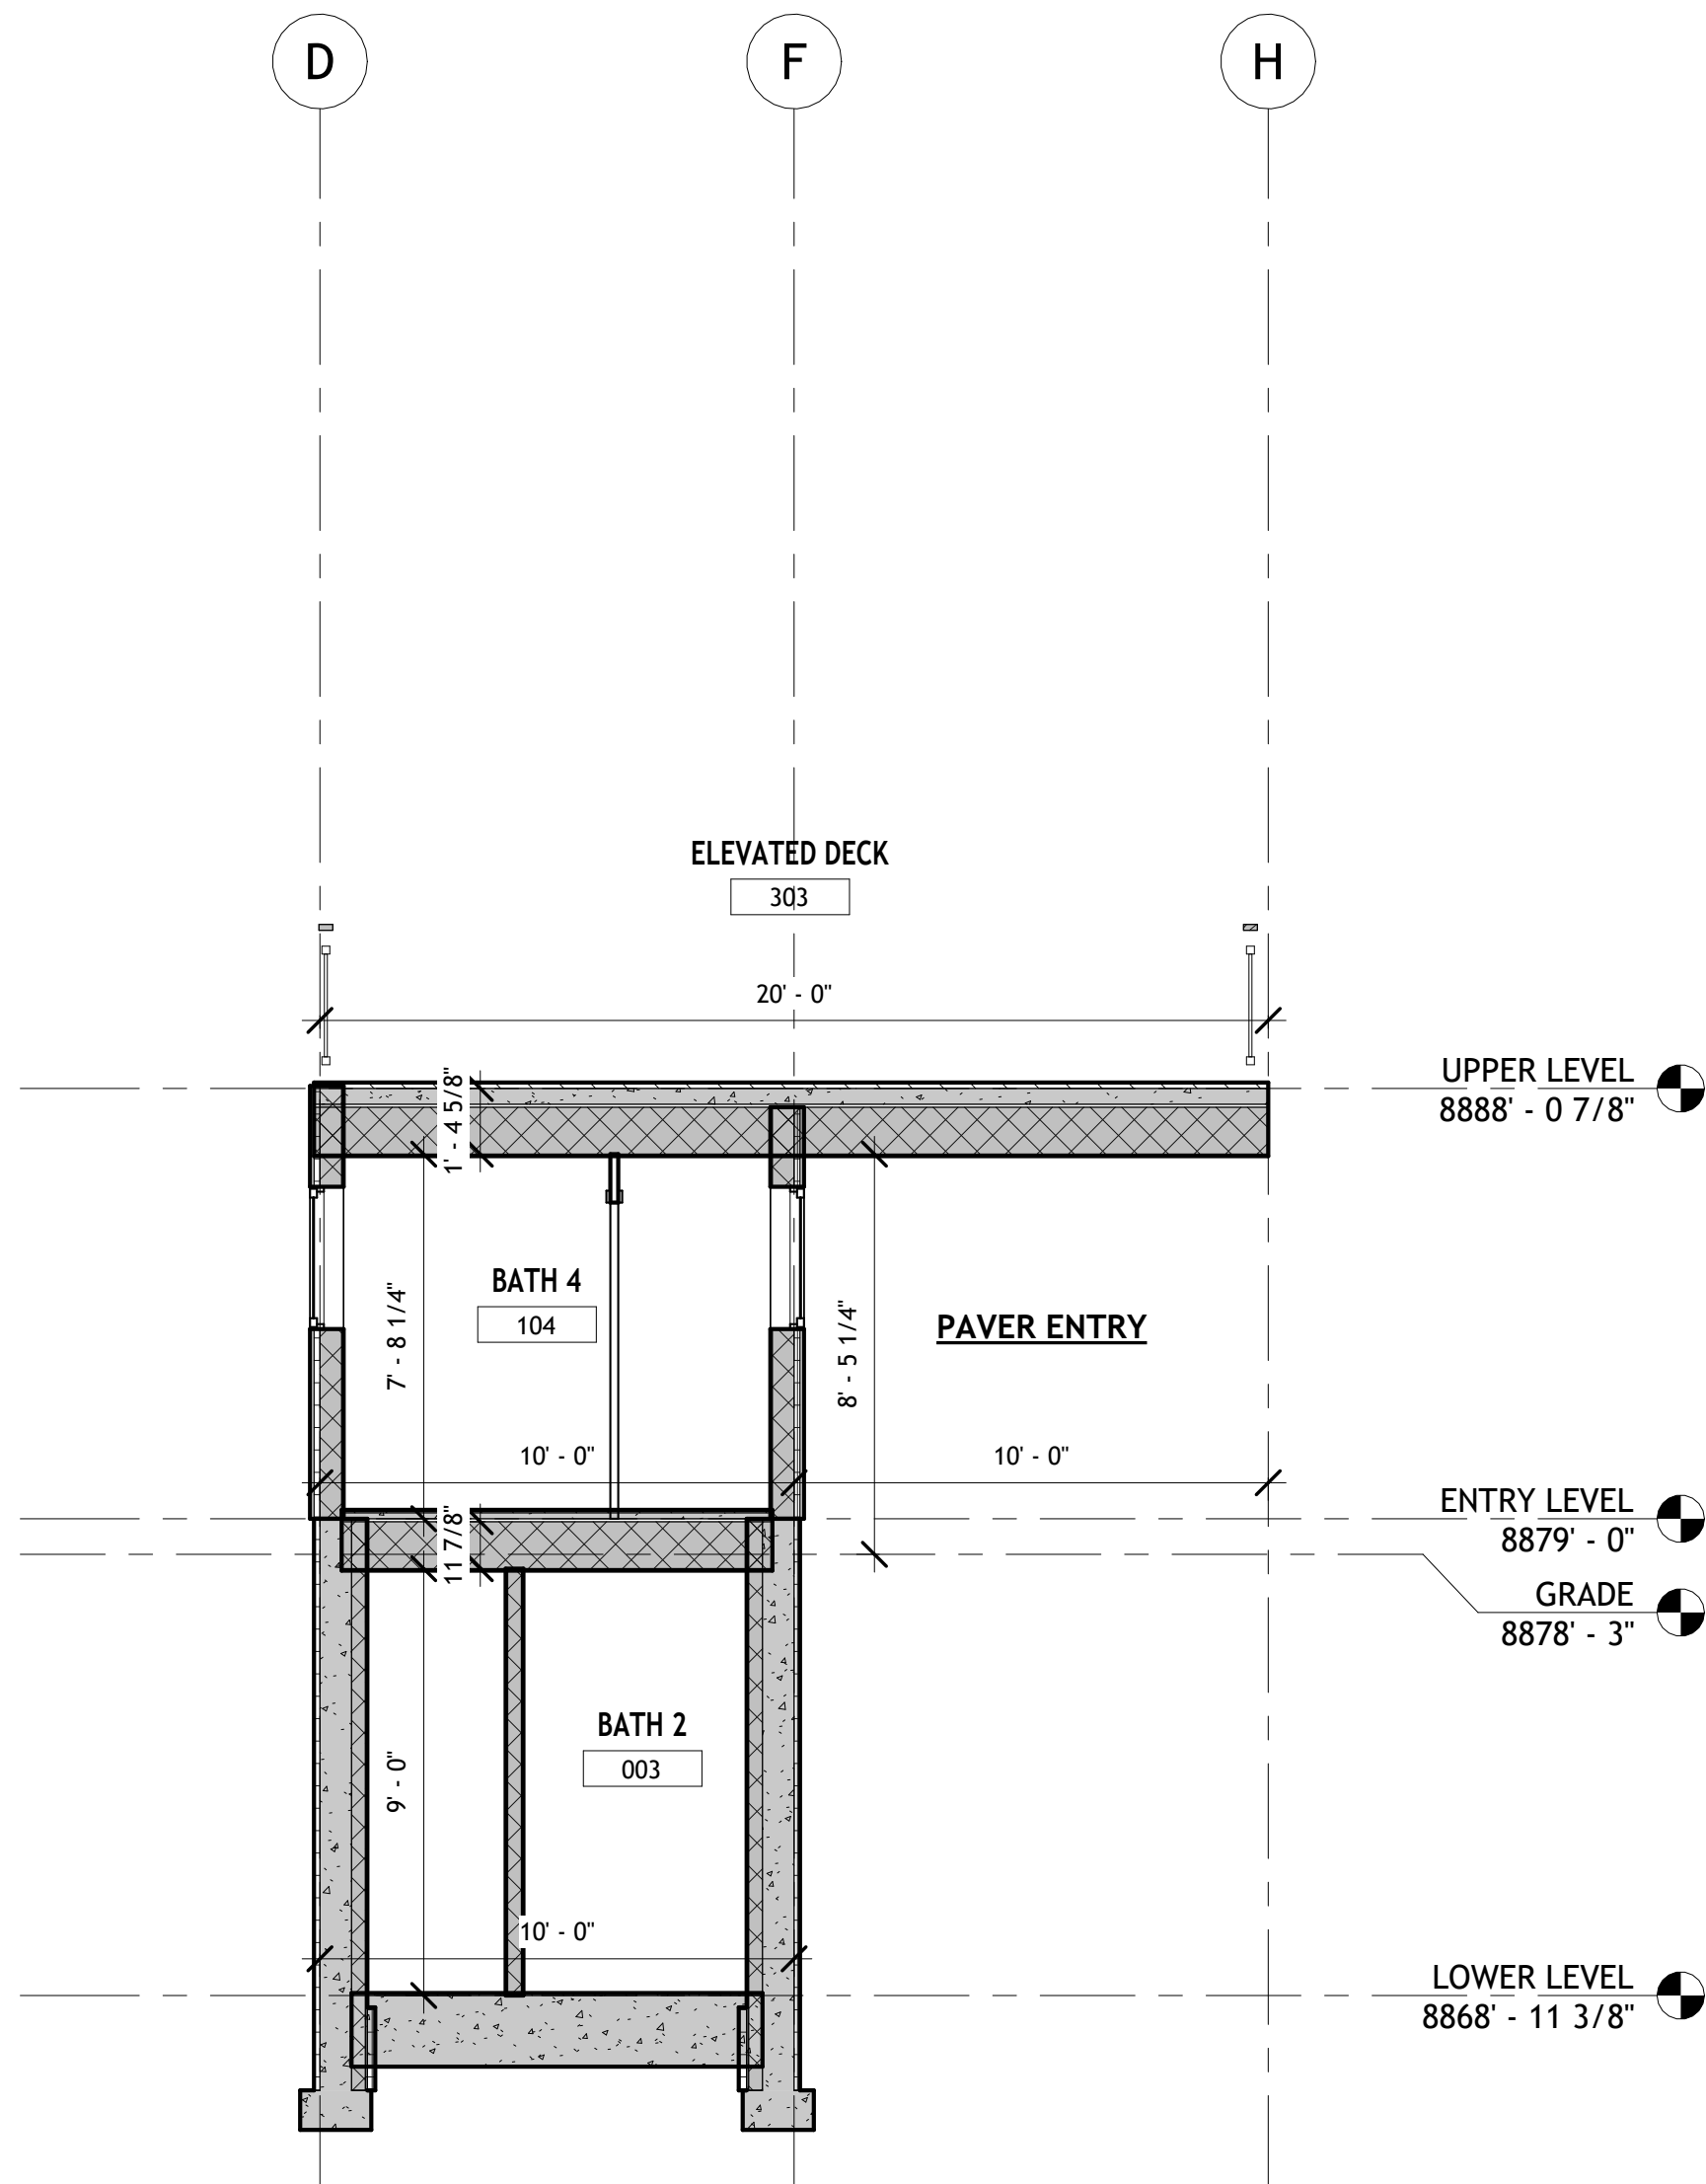 D
F
H
ELEVATED DECK
303
20' - 0"
UPPER LEVEL
8888' - 0 7/8"
1' - 4 5/8"
BATH 4
104
7' - 8 1/4"
8' - 5 1/4"
PAVER ENTRY
10' - 0"
10' - 0"
ENTRY LEVEL
8879' - 0"
11 7/8"
GRADE
8878' - 3"
BATH 2
003
9' - 0"
10' - 0"
LOWER LEVEL
8868' - 11 3/8"